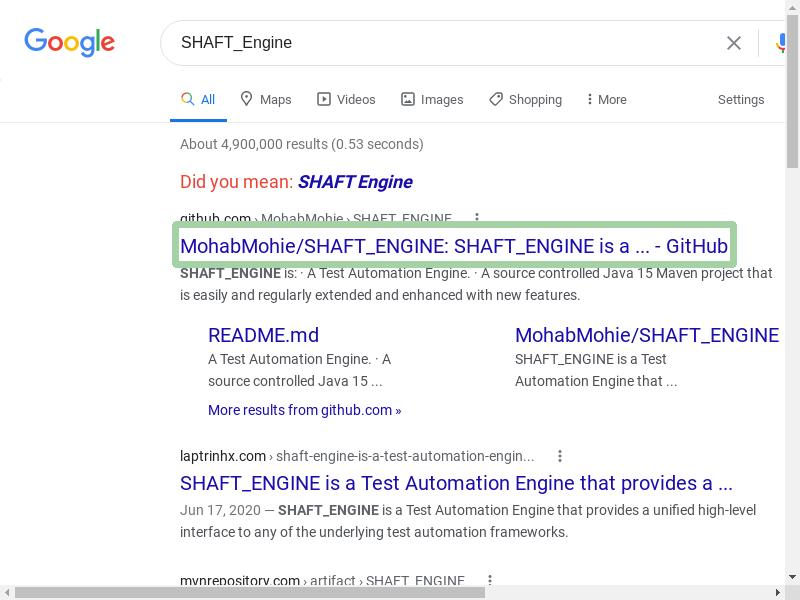 Google
SHAFT_Engine
All Maps Videos Images Shopping More Settings
About 4,900,000 results (0.53 seconds)
Did you mean: SHAFT Engine
github.com › MohabMohie › SHAFT_ENGINE
MohabMohie/SHAFT_ENGINE: SHAFT_ENGINE is a ... - GitHub
SHAFT_ENGINE is: · A Test Automation Engine. · A source controlled Java 15 Maven project that
is easily and regularly extended and enhanced with new features.
README.md
A Test Automation Engine. · A
source controlled Java 15 ...
MohabMohie/SHAFT_ENGINE
SHAFT_ENGINE is a Test
Automation Engine that ...
More results from github.com »
laptrinhx.com › shaft-engine-is-a-test-automation-engin...
SHAFT_ENGINE is a Test Automation Engine that provides a ...
Jun 17, 2020 — SHAFT_ENGINE is a Test Automation Engine that provides a unified high-level
interface to any of the underlying test automation frameworks.
mvnrepository.com › artifact › SHAFT_ENGINE